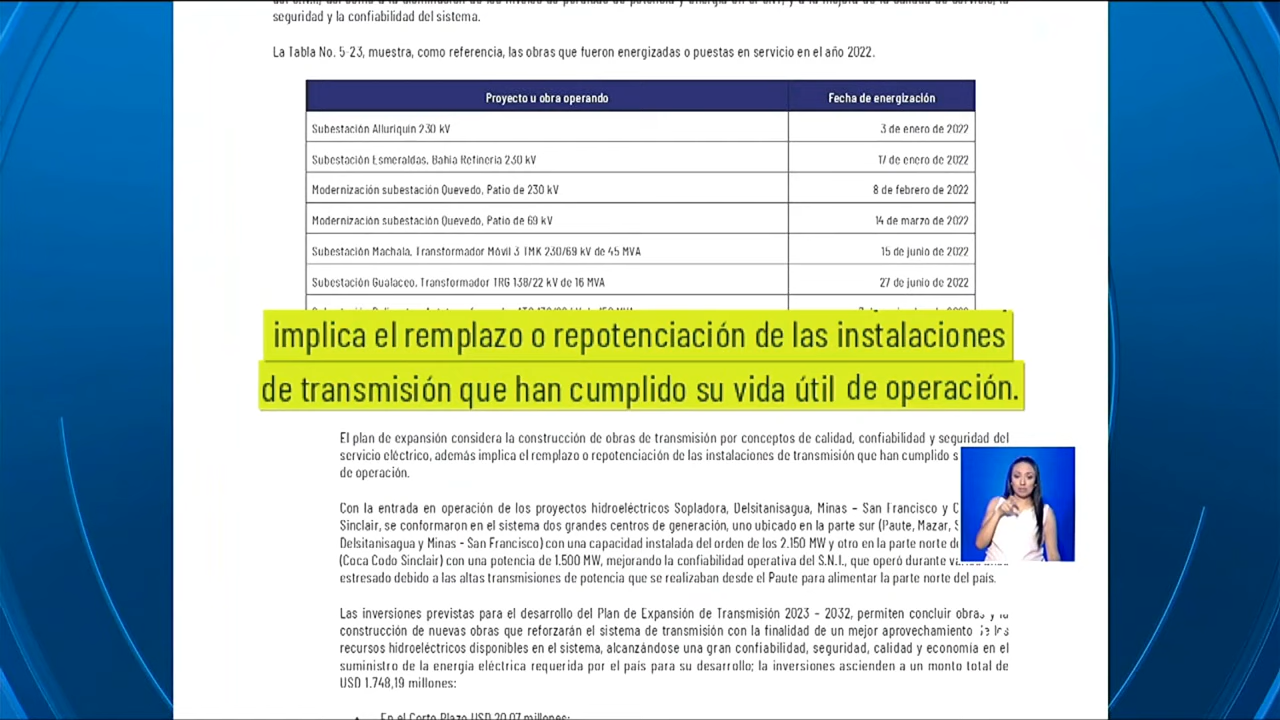 seguridad y la confiabilidad del sistema.
La Tabla No. 5-23, muestra, como referencia, las obras que fueron energizadas o puestas en servicio en el año 2022.
Proyecto u obra operando Fecha de energización
Subestación Alluriquín 230 kV 3 de enero de 2022
Subestación Esmeraldas, Bahía Refinería 230 kV 17 de enero de 2022
Modernización subestación Quevedo, Patio de 230 kV 8 de febrero de 2022
Modernización subestación Quevedo, Patio de 69 kV 14 de marzo de 2022
Subestación Machala, Transformador Móvil 3 TMK 230/69 kV de 45 MVA 15 de junio de 2022
Subestación Gualaceo, Transformador TRG 138/22 kV de 16 MVA 27 de junio de 2022
implica el remplazo o repotenciación de las instalaciones
de transmisión que han cumplido su vida útil de operación.
El plan de expansión considera la construcción de obras de transmisión por conceptos de calidad, confiabilidad y seguridad del
servicio eléctrico, además implica el remplazo o repotenciación de las instalaciones de transmisión que han cumplido s
de operación.
Con la entrada en operación de los proyectos hidroeléctricos Sopladora, Delsitanisagua, Minas - San Francisco y C
Sinclair, se conformaron en el sistema dos grandes centros de generación, uno ubicado en la parte sur (Paute, Mazar, S
Delsitanisagua y Minas - San Francisco) con una capacidad instalada del orden de los 2.150 MW y otro en la parte norte de
(Coca Codo Sinclair) con una potencia de 1.500 MW, mejorando la confiabilidad operativa del S.N.I., que operó durante
estresado debido a las altas transmisiones de potencia que se realizaban desde el Paute para alimentar la parte norte del país.
Las inversiones previstas para el desarrollo del Plan de Expansión de Transmisión 2023 - 2032, permiten concluir obras y la
construcción de nuevas obras que reforzarán el sistema de transmisión con la finalidad de un mejor aprovechamiento de los
recursos hidroeléctricos disponibles en el sistema, alcanzándose una gran confiabilidad, seguridad, calidad y economía en el
suministro de la energía eléctrica requerida por el país para su desarrollo; la inversiones ascienden a un monto total de
USD 1.748,19 millones:
En el Corto Plazo USD 20,07 millones: